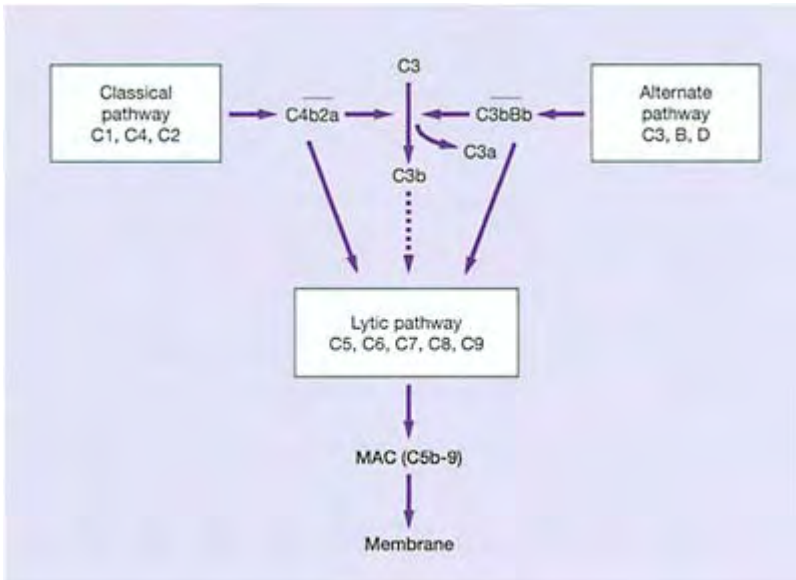 C3
Classical
pathway
C1, C4, C2
C4b2a
C3bBb
Alternate
pathway
C3, B, D
C3a
C3b
Lytic pathway
C5, C6, C7, C8, C9
MAC (C5b-9)
Membrane